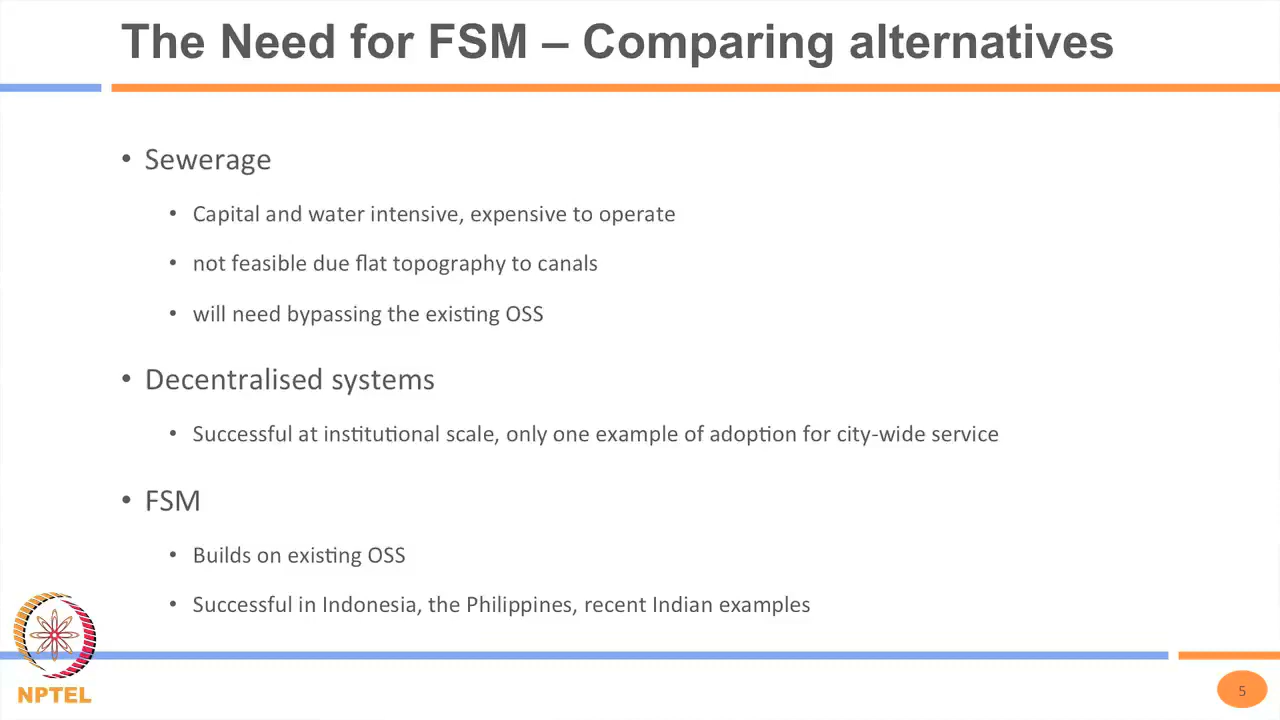 The Need for FSM – Comparing alternatives
• Sewerage
• Capital and water intensive, expensive to operate
• not feasible due flat topography to canals
• will need bypassing the existing OSS
• Decentralised systems
• Successful at institutional scale, only one example of adoption for city-wide service
• FSM
• Builds on existing OSS
• Successful in Indonesia, the Philippines, recent Indian examples
NPTEL
5